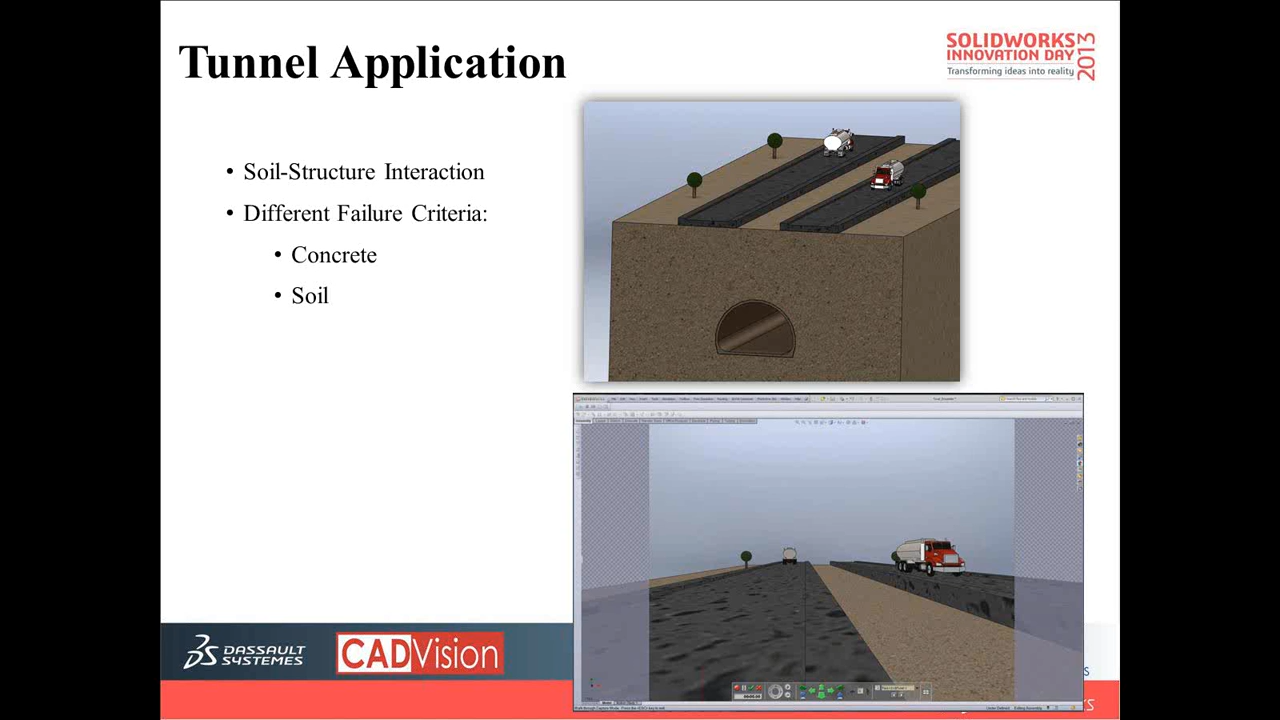 Tunnel Application
SOLIDWORKS
INNOVATION DAY
2013
Transforming ideas into reality
• Soil-Structure Interaction
• Different Failure Criteria:
• Concrete
• Soil
DASSAULT
SYSTEMES
CADVision